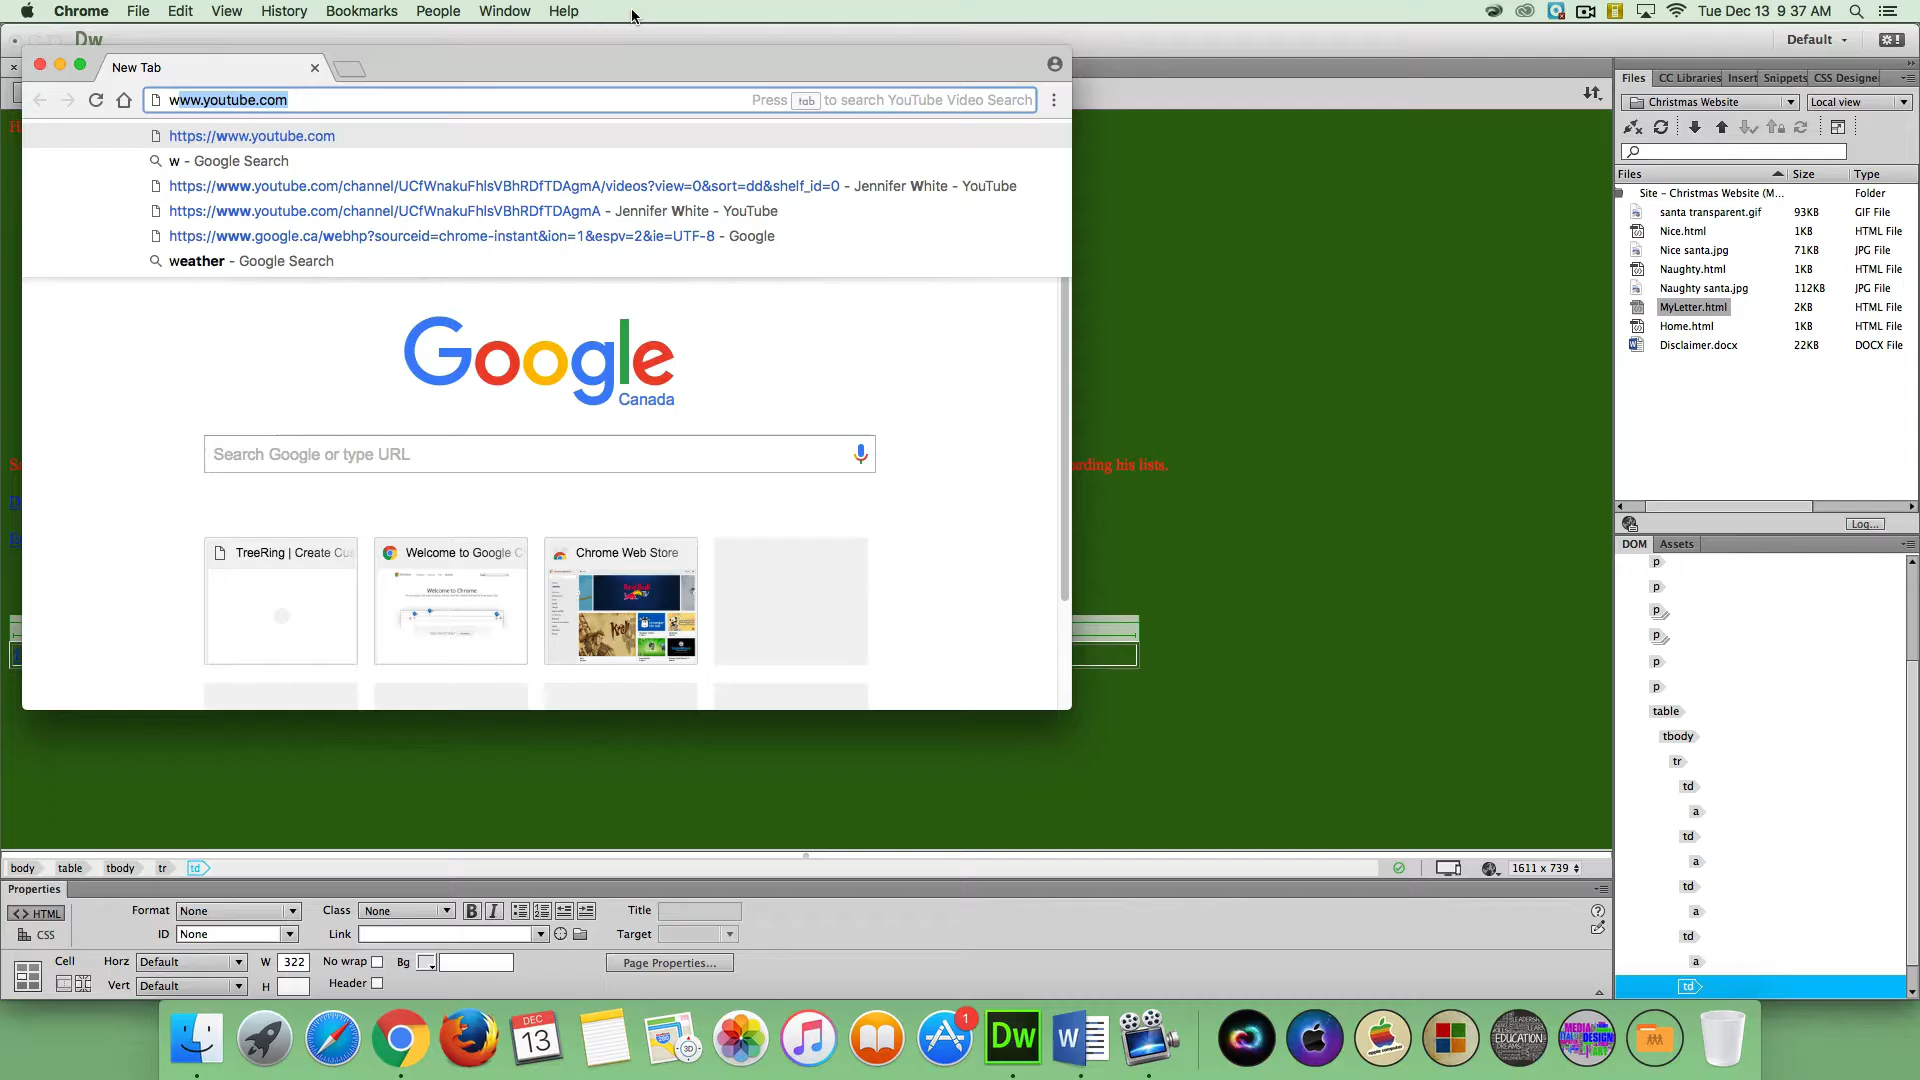 Chrome File Edit View History Bookmarks People Window Help
Tue Dec 13 9:37 AM
Dw
Default
New Tab
www.youtube.com
Press tab to search YouTube Video Search
https://www.youtube.com
w - Google Search
https://www.youtube.com/channel/UCfWnakuFhlsVBhRDfTDAgmA/videos?view=0&sort=dd&shelf_id=0 - Jennifer White - YouTube
https://www.youtube.com/channel/UCfWnakuFhlsVBhRDfTDAgmA - Jennifer White - YouTube
https://www.google.ca/webhp?sourceid=chrome-instant&ion=1&espv=2&ie=UTF-8 - Google
weather - Google Search
Google
Canada
Search Google or type URL
TreeRing | Create Cus
Welcome to Google C
Chrome Web Store
arding his lists.
Files CC Libraries Insert Snippets CSS Designe
Christmas Website
Local view
Files Size Type
Site - Christmas Website (M... Folder
santa transparent.gif 93KB GIF File
Nice.html 1KB HTML File
Nice santa.jpg 71KB JPG File
Naughty.html 1KB HTML File
Naughty santa.jpg 112KB JPG File
MyLetter.html 2KB HTML File
Home.html 1KB HTML File
Disclaimer.docx 22KB DOCX File
Log...
DOM Assets
p
p
p
p
p
p
table
tbody
tr
td
a
td
a
td
a
td
a
td
body table tbody tr td
1611 x 739
Properties
<> HTML
CSS
Format None
Class None
B I
Title
ID None
Link
Target
Cell
Horz Default
W 322
No wrap
Bg
Page Properties...
Vert Default
H
Header
DEC
13
1
Dw
W
EDUCATION
MEDIA